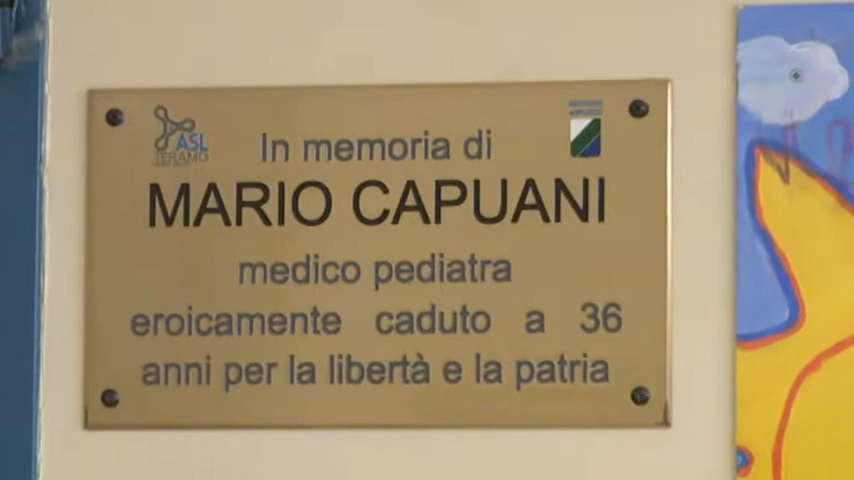 ASL
TERAMO
In memoria di
MARIO CAPUANI
medico pediatra
eroicamente caduto a 36
anni per la libertà e la patria